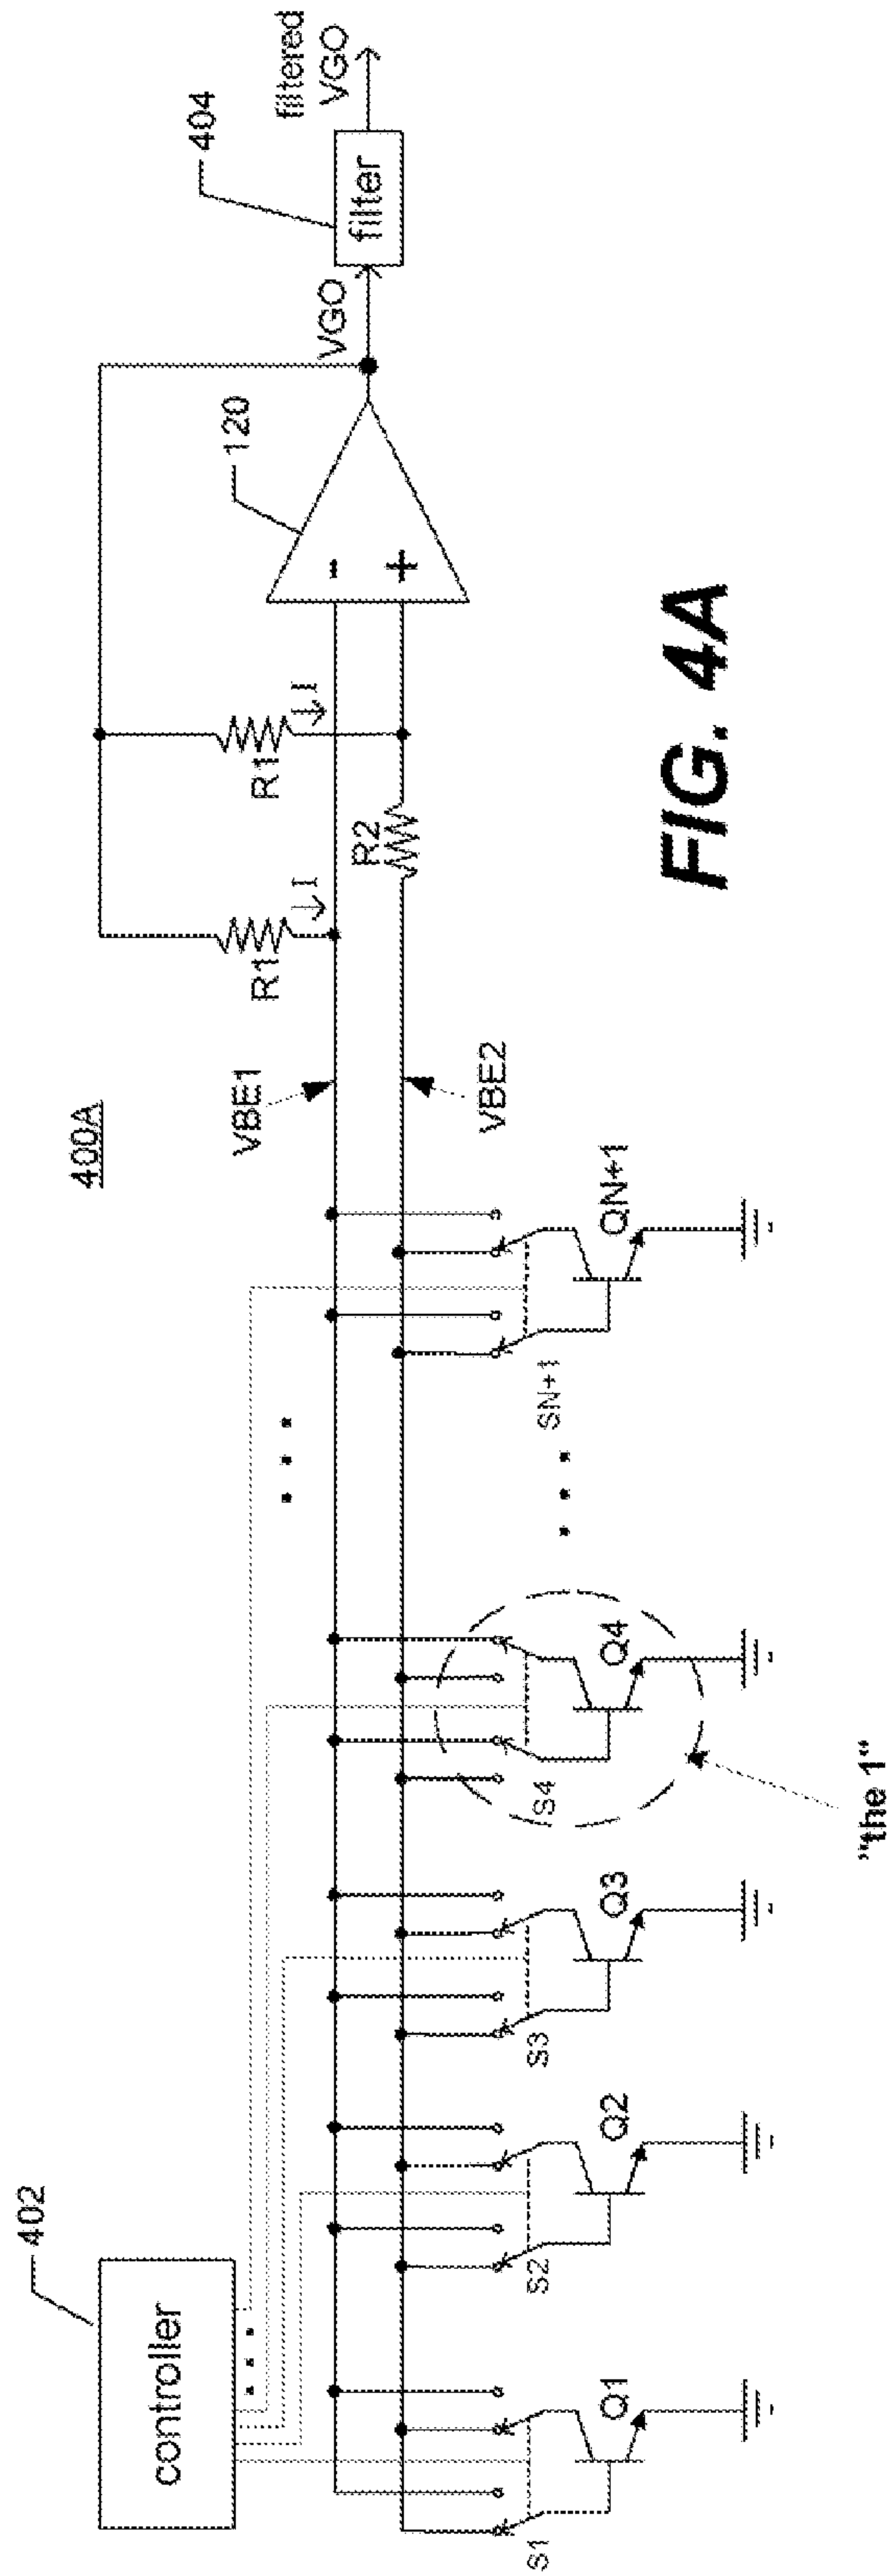 400A
402
controller
VBE1
VBE2
R1
I
R1
I
R2
120
-
+
VGO
404
filter
filtered
VGO
S1
Q1
S2
Q2
S3
Q3
S4
Q4
"the 1"
SN+1
QN+1
FIG. 4A